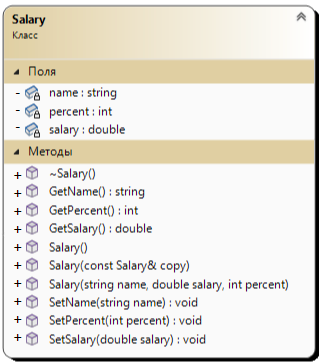 Salary
Класс
Поля
- name : string
- percent : int
- salary : double
Методы
+ ~Salary()
+ GetName() : string
+ GetPercent() : int
+ GetSalary() : double
+ Salary()
+ Salary(const Salary& copy)
+ Salary(string name, double salary, int percent)
+ SetName(string name) : void
+ SetPercent(int percent) : void
+ SetSalary(double salary) : void